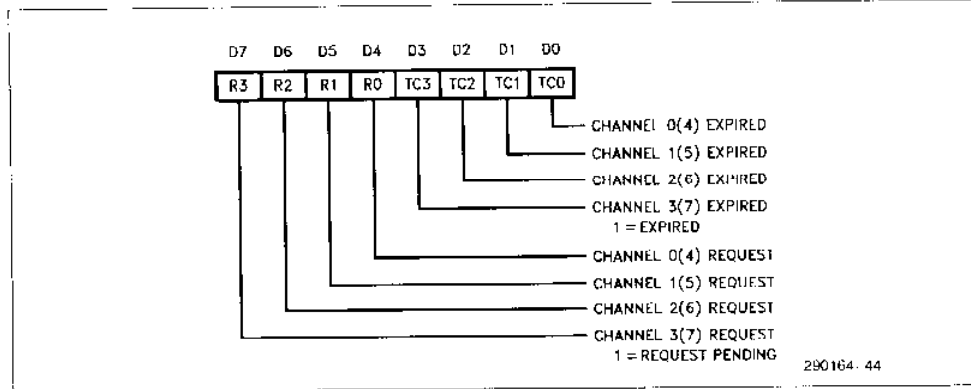 D7 D6 D5 D4 D3 D2 D1 D0
R3 R2 R1 R0 TC3 TC2 TC1 TC0
CHANNEL 0(4) EXPIRED
CHANNEL 1(5) EXPIRED
CHANNEL 2(6) EXPIRED
CHANNEL 3(7) EXPIRED
1 = EXPIRED
CHANNEL 0(4) REQUEST
CHANNEL 1(5) REQUEST
CHANNEL 2(6) REQUEST
CHANNEL 3(7) REQUEST
1 = REQUEST PENDING
290164-44